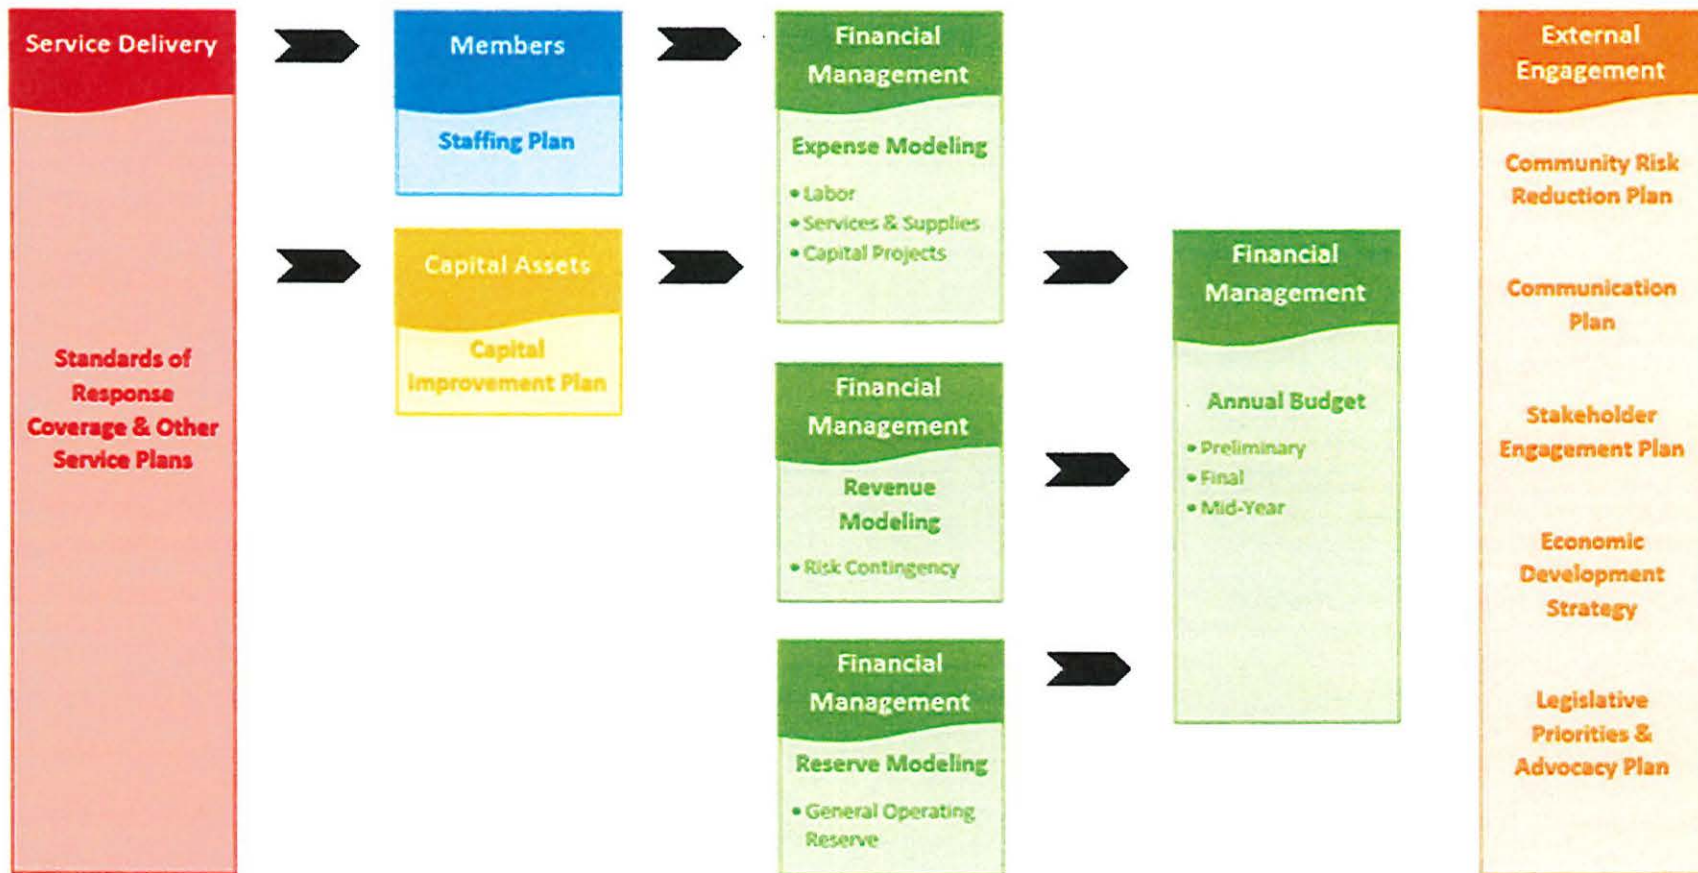 Service Delivery
Standards of
Response
Coverage & Other
Service Plans
Members
Staffing Plan
Capital Assets
Capital
Improvement Plan
Financial
Management
Expense Modeling
• Labor
• Services & Supplies
• Capital Projects
Financial
Management
Revenue
Modeling
• Risk Contingency
Financial
Management
Reserve Modeling
• General Operating
Reserve
Financial
Management
Annual Budget
• Preliminary
• Final
• Mid-Year
External
Engagement
Community Risk
Reduction Plan
Communication
Plan
Stakeholder
Engagement Plan
Economic
Development
Strategy
Legislative
Priorities &
Advocacy Plan